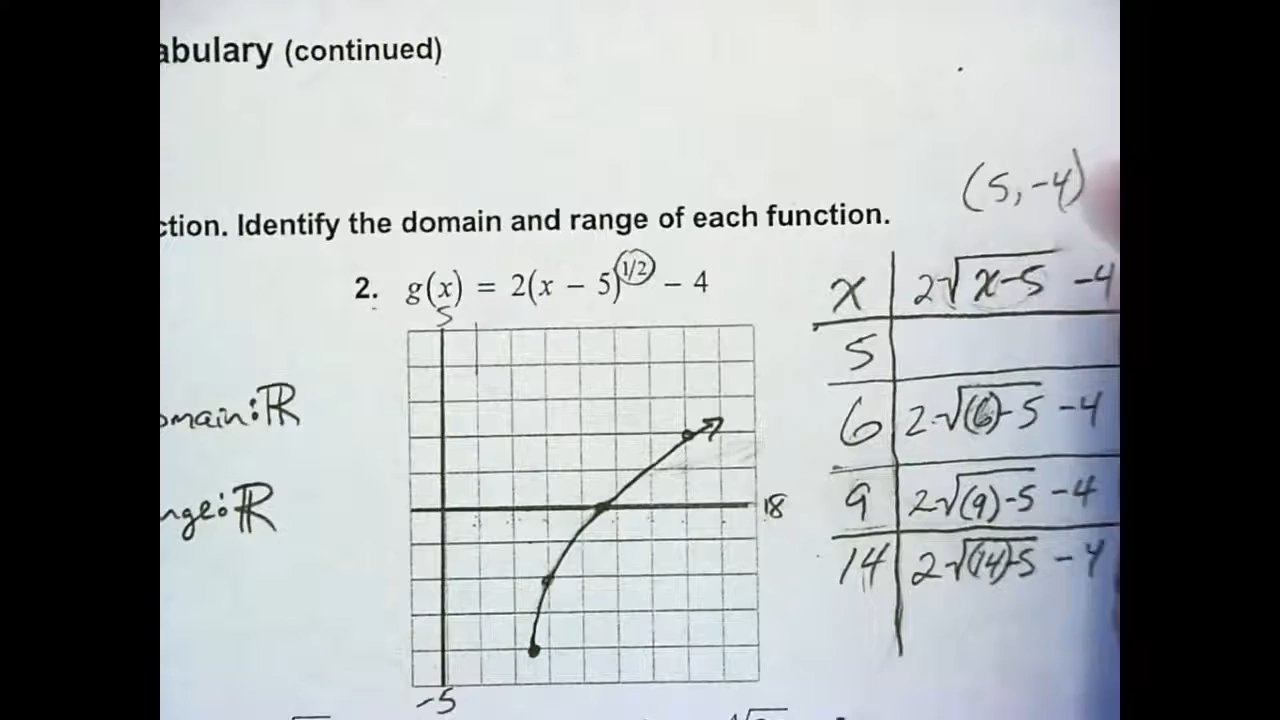 abulary (continued)
(5,-4)
ction. Identify the domain and range of each function.
2. g(x) = 2(x − 5)^1/2 − 4
x | 2√x-5 -4
5
5
omain: ℝ
6 | 2·√(6)-5 -4
nge: ℝ
9 | 2√(9)-5 -4
18
14 | 2√(14)-5 -4
-5